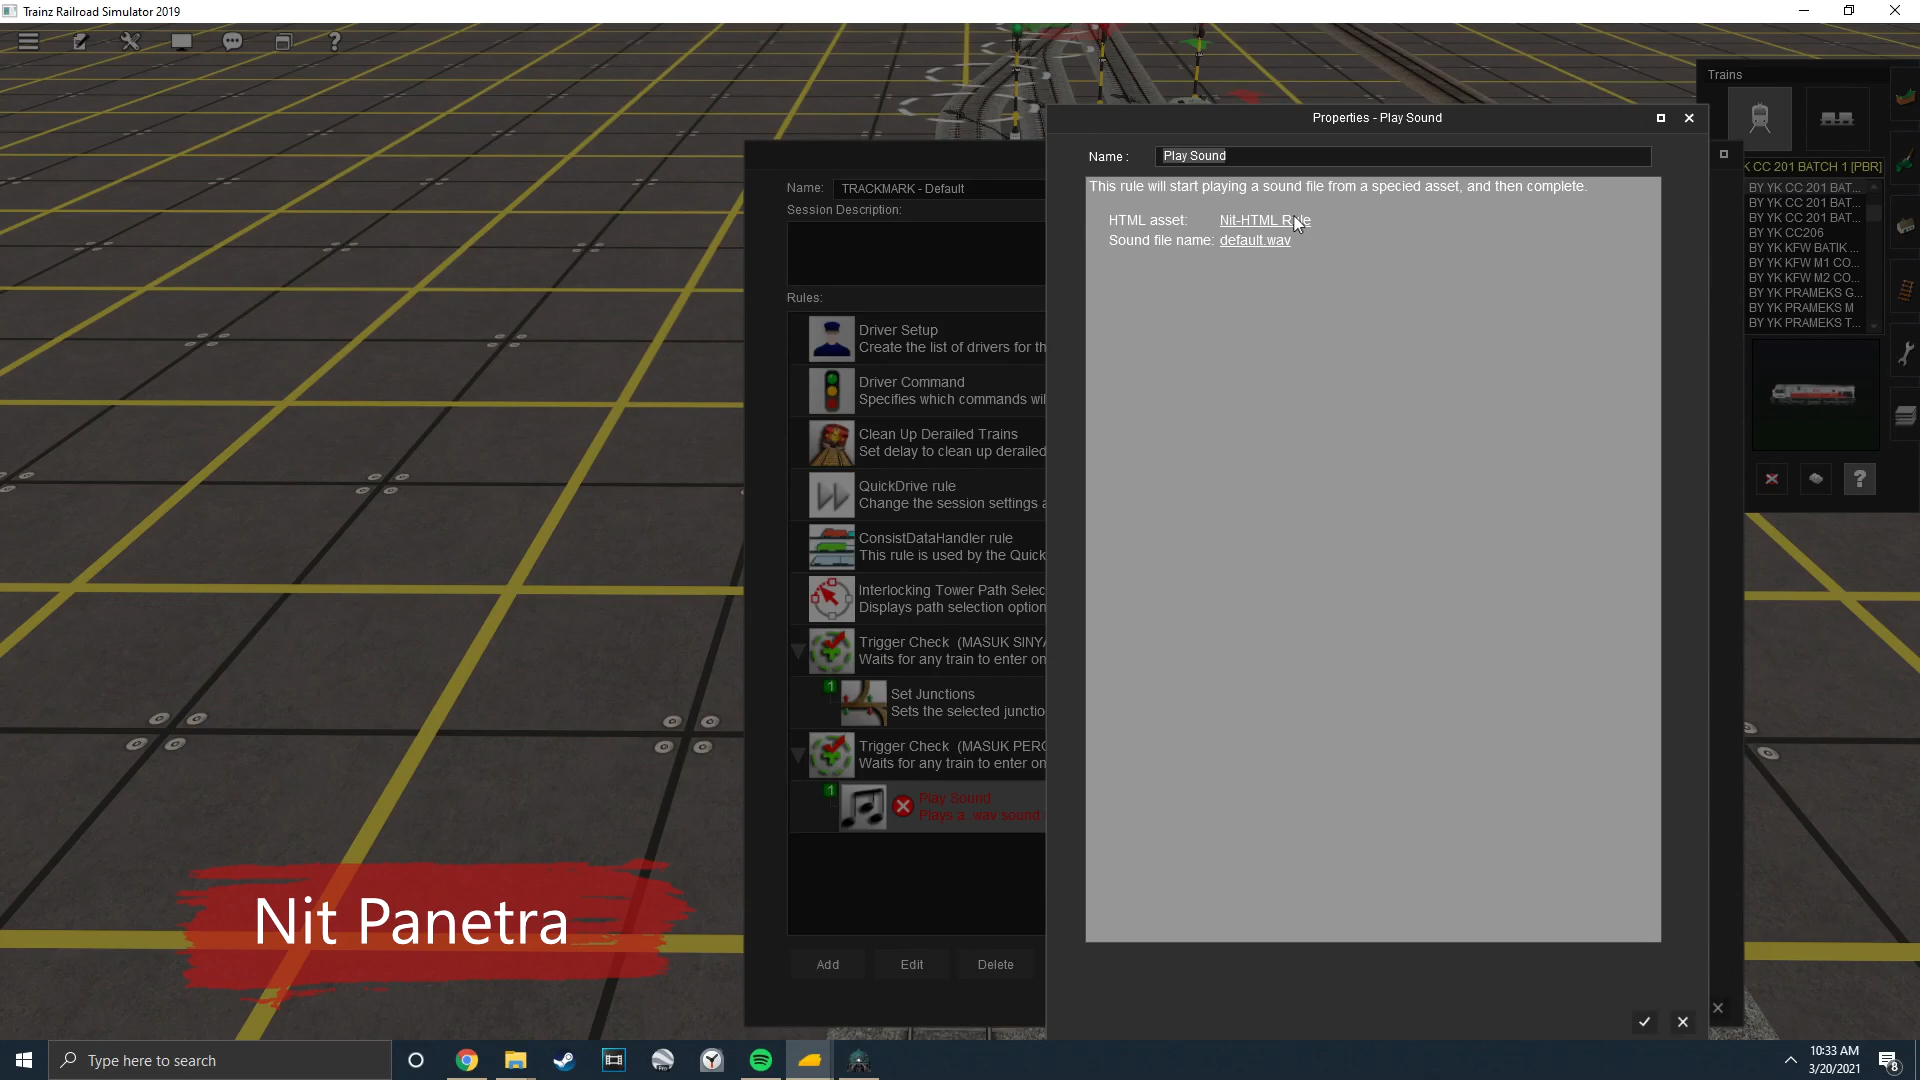 Trainz Railroad Simulator 2019
Trains
Properties - Play Sound
Name : Play Sound
This rule will start playing a sound file from a specied asset, and then complete.
HTML asset: Nit-HTML Rule
Sound file name: default.wav
Name: TRACKMARK - Default
Session Description:
Rules:
Driver Setup
Create the list of drivers for th
Driver Command
Specifies which commands wil
Clean Up Derailed Trains
Set delay to clean up derailed
QuickDrive rule
Change the session settings a
ConsistDataHandler rule
This rule is used by the Quick
Interlocking Tower Path Selec
Displays path selection option
Trigger Check (MASUK SINYA
Waits for any train to enter on
1
Set Junctions
Sets the selected junctio
Trigger Check (MASUK PERO
Waits for any train to enter on
1
Play Sound
Plays a .wav sound
Add Edit Delete
K CC 201 BATCH 1 [PBR]
BY YK CC 201 BAT...
BY YK CC 201 BAT...
BY YK CC 201 BAT...
BY YK CC206
BY YK KFW BATIK ...
BY YK KFW M1 CO...
BY YK KFW M2 CO...
BY YK PRAMEKS G...
BY YK PRAMEKS M
BY YK PRAMEKS T...
Nit Panetra
Type here to search
10:33 AM
3/20/2021
8